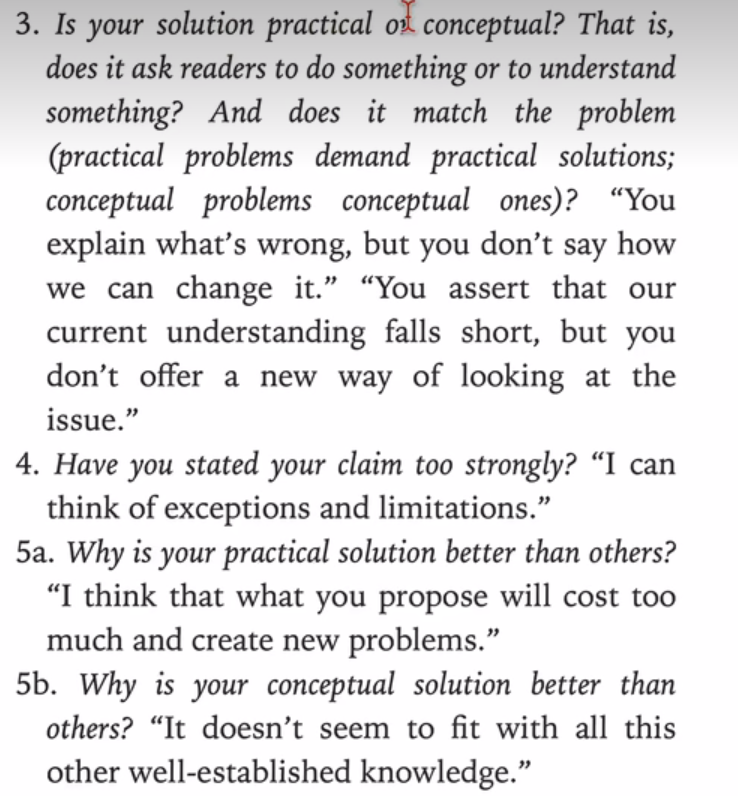 3. Is your solution practical or conceptual? That is,
does it ask readers to do something or to understand
something? And does it match the problem
(practical problems demand practical solutions;
conceptual problems conceptual ones)? “You
explain what’s wrong, but you don’t say how
we can change it.” “You assert that our
current understanding falls short, but you
don’t offer a new way of looking at the
issue.”
4. Have you stated your claim too strongly? “I can
think of exceptions and limitations.”
5a. Why is your practical solution better than others?
“I think that what you propose will cost too
much and create new problems.”
5b. Why is your conceptual solution better than
others? “It doesn’t seem to fit with all this
other well-established knowledge.”